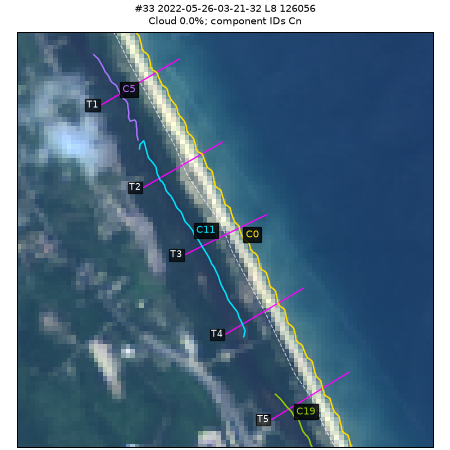 #33 2022-05-26-03-21-32 L8 126056
Cloud 0.0%; component IDs Cn
C5
T1
T2
C11
C0
T3
T4
C19
T5